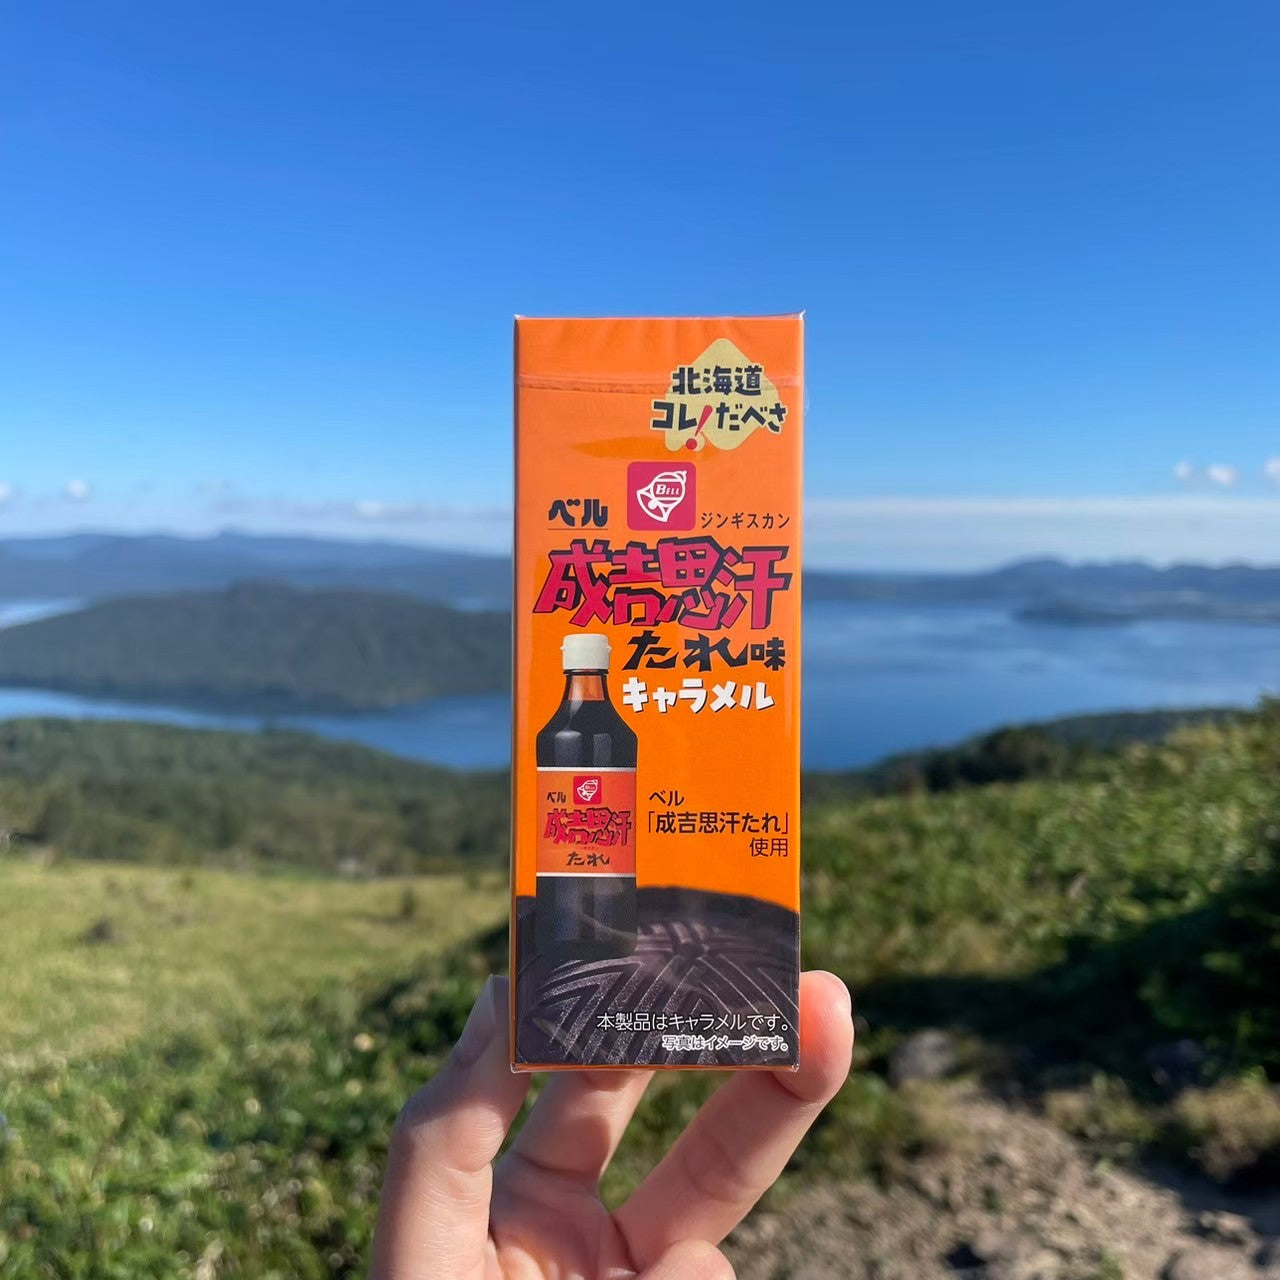 北海道
コレ!だべさ
BELL
ベル
ジンギスカン
成吉思汗
たれ味
キャラメル
BELL
ベル
成吉思汗
たれ
ベル
「成吉思汗たれ」
使用
本製品はキャラメルです。
写真はイメージです。